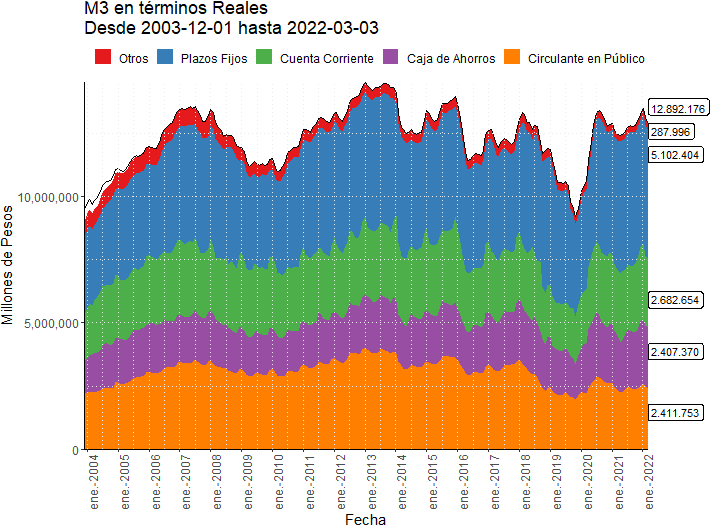 M3 en términos Reales
Desde 2003-12-01 hasta 2022-03-03
Otros Plazos Fijos Cuenta Corriente Caja de Ahorros Circulante en Público
Millones de Pesos
10,000,000
5,000,000
0
12.892.176
287.996
5.102.404
2.682.654
2.407.370
2.411.753
ene.-2004
ene.-2005
ene.-2006
ene.-2007
ene.-2008
ene.-2009
ene.-2010
ene.-2011
ene.-2012
ene.-2013
ene.-2014
ene.-2015
ene.-2016
ene.-2017
ene.-2018
ene.-2019
ene.-2020
ene.-2021
ene.-2022
Fecha